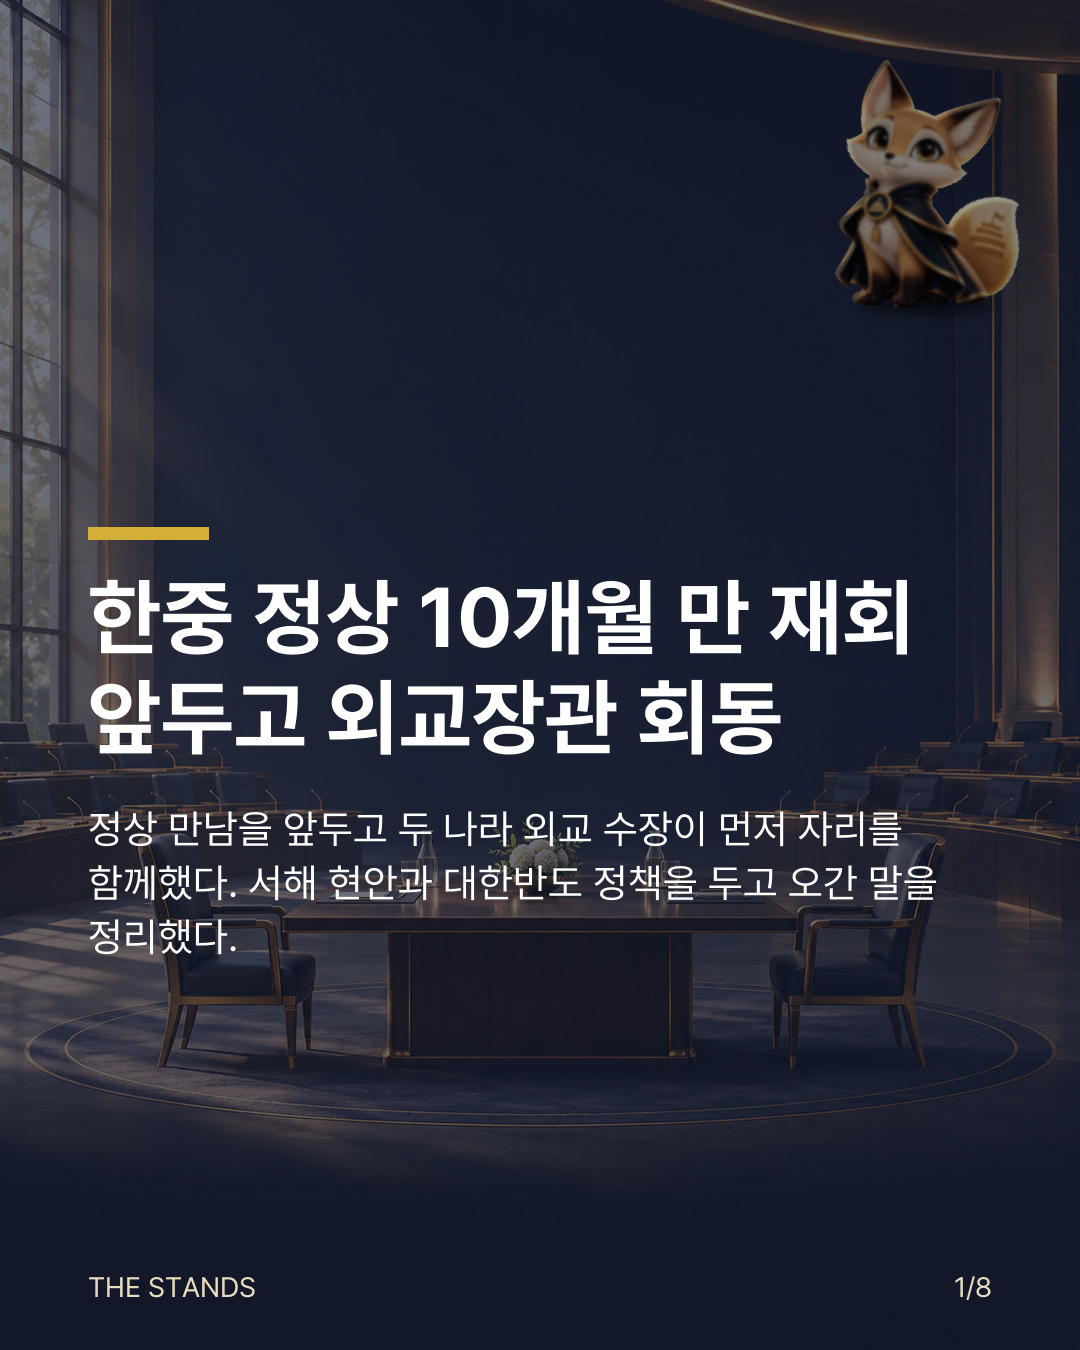 한중 정상 10개월 만 재회
앞두고 외교장관 회동
정상 만남을 앞두고 두 나라 외교 수장이 먼저 자리를
함께했다. 서해 현안과 대한반도 정책을 두고 오간 말을
정리했다.
THE STANDS
1/8